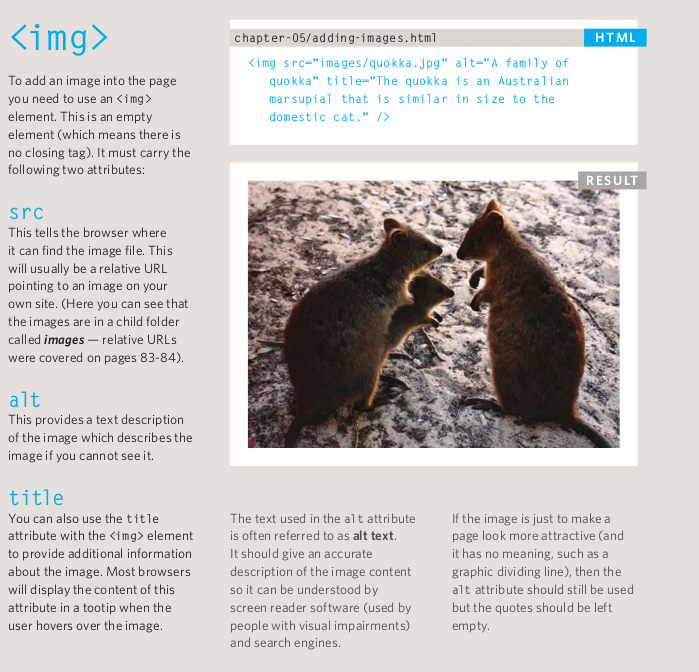 <img>
To add an image into the page
you need to use an <img>
element. This is an empty
element (which means there is
no closing tag). It must carry the
following two attributes:
src
This tells the browser where
it can find the image file. This
will usually be a relative URL
pointing to an image on your
own site. (Here you can see that
the images are in a child folder
called images — relative URLs
were covered on pages 83-84).
alt
This provides a text description
of the image which describes the
image if you cannot see it.
title
You can also use the title
attribute with the <img> element
to provide additional information
about the image. Most browsers
will display the content of this
attribute in a tootip when the
user hovers over the image.
chapter-05/adding-images.html
HTML
<img src="images/quokka.jpg" alt="A family of
quokka" title="The quokka is an Australian
marsupial that is similar in size to the
domestic cat." />
RESULT
The text used in the alt attribute
is often referred to as alt text.
It should give an accurate
description of the image content
so it can be understood by
screen reader software (used by
people with visual impairments)
and search engines.
If the image is just to make a
page look more attractive (and
it has no meaning, such as a
graphic dividing line), then the
alt attribute should still be used
but the quotes should be left
empty.